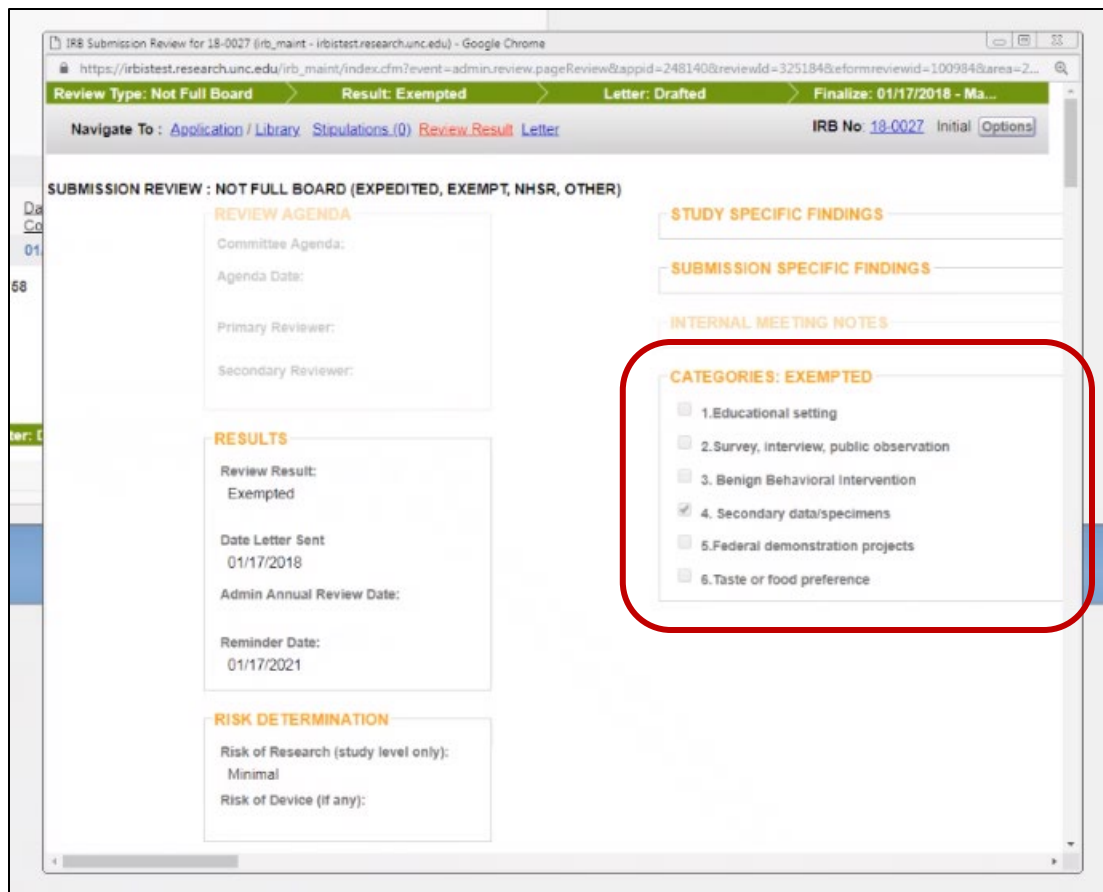 IRB Submission Review for 18-0027 (irb_maint - irbistest.research.unc.edu) - Google Chrome
https://irbistest.research.unc.edu/irb_maint/index.cfm?event=admin.review.pageReview&appid=248140&reviewId=325184&eformreviewid=100984&area=2...
Review Type: Not Full Board Result: Exempted Letter: Drafted Finalize: 01/17/2018 - Ma...
Navigate To : Application / Library Stipulations (0) Review Result Letter IRB No: 18-0027 Initial Options
SUBMISSION REVIEW : NOT FULL BOARD (EXPEDITED, EXEMPT, NHSR, OTHER)
Da
Co
01/
58
ter: D
REVIEW AGENDA
Committee Agenda:
Agenda Date:
Primary Reviewer:
Secondary Reviewer:
RESULTS
Review Result:
Exempted
Date Letter Sent
01/17/2018
Admin Annual Review Date:
Reminder Date:
01/17/2021
RISK DETERMINATION
Risk of Research (study level only):
Minimal
Risk of Device (if any):
STUDY SPECIFIC FINDINGS
SUBMISSION SPECIFIC FINDINGS
INTERNAL MEETING NOTES
CATEGORIES: EXEMPTED
1.Educational setting
2.Survey, interview, public observation
3. Benign Behavioral Intervention
4. Secondary data/specimens
5.Federal demonstration projects
6.Taste or food preference